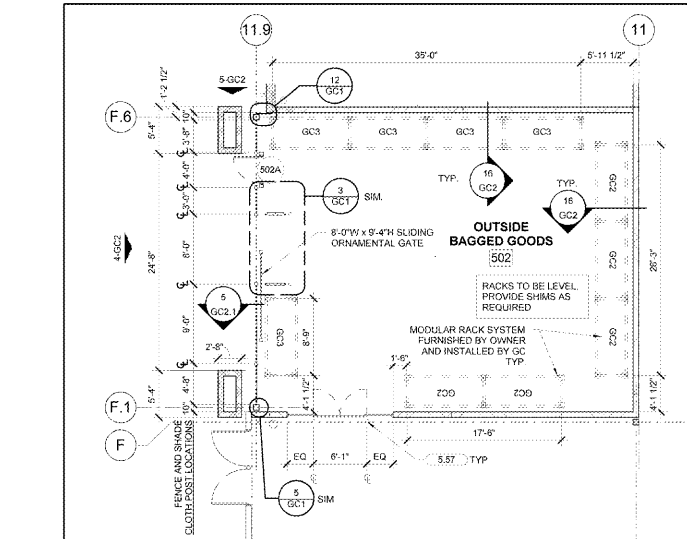 11.9
11
35'-0"
5'-11 1/2"
1'-2 1/2"
5-GC2
12
GC1
F.6
10"
5'-4"
3'-8"
GC3
GC3
GC3
GC3
4'-0"
502A
3
GC1
SIM.
TYP.
16
GC2
TYP.
16
GC2
GC2
3'-0"
4-GC2
24'-8"
8'-0"
8'-0"W x 9'-4"H SLIDING
ORNAMENTAL GATE
OUTSIDE
BAGGED GOODS
502
GC2
26'-3"
RACKS TO BE LEVEL.
PROVIDE SHIMS AS
REQUIRED
5
GC2.1
9'-0"
GC3
8'-9"
MODULAR RACK SYSTEM
FURNISHED BY OWNER
AND INSTALLED BY GC
TYP.
GC2
2'-8"
1'-6"
5'-4"
4'-8"
10"
4'-1 1/2"
GC2
GC2
4'-1 1/2"
F.1
F
17'-6"
FENCE AND SHADE
CLOTH POST LOCATIONS
EQ
6'-1"
EQ
5.57
TYP
5
GC1
SIM